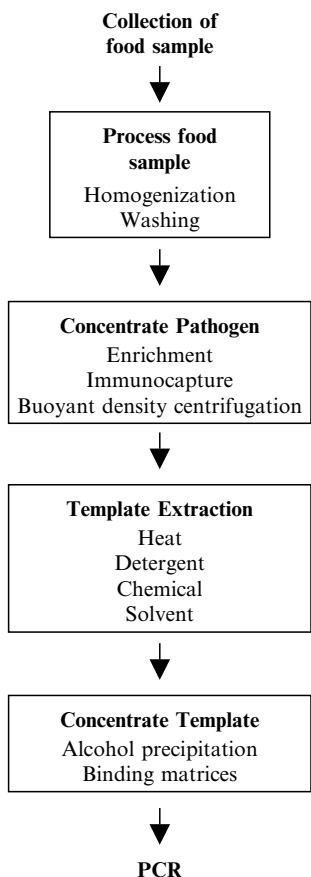 Collection of
food sample
Process food
sample
Homogenization
Washing
Concentrate Pathogen
Enrichment
Immunocapture
Buoyant density centrifugation
Template Extraction
Heat
Detergent
Chemical
Solvent
Concentrate Template
Alcohol precipitation
Binding matrices
PCR